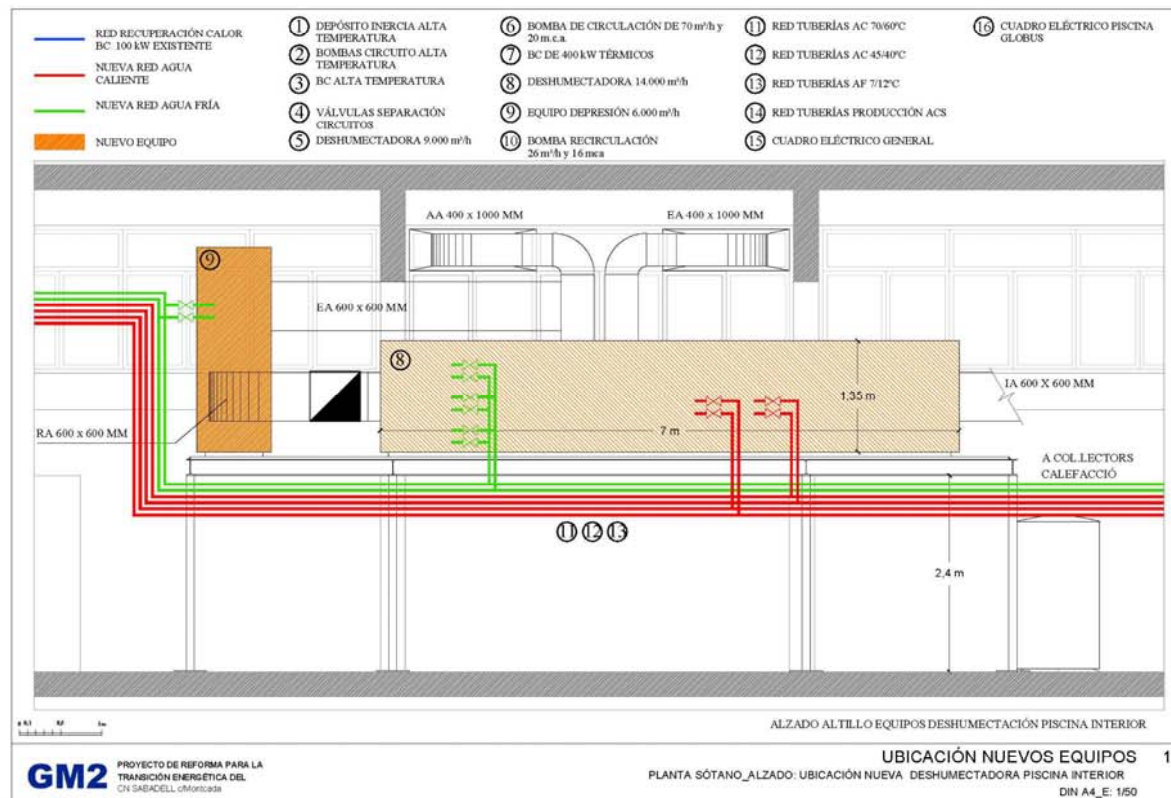 RED RECUPERACIÓN CALOR
BC 100 kW EXISTENTE
NUEVA RED AGUA
CALIENTE
NUEVA RED AGUA FRÍA
NUEVO EQUIPO
1 DEPÓSITO INERCIA ALTA
TEMPERATURA
2 BOMBAS CIRCUITO ALTA
TEMPERATURA
3 BC ALTA TEMPERATURA
4 VÁLVULAS SEPARACIÓN
CIRCUITOS
5 DESHUMECTADORA 9.000 m³/h
6 BOMBA DE CIRCULACIÓN DE 70 m³/h y
20 m.c.a.
7 BC DE 400 kW TÉRMICOS
8 DESHUMECTADORA 14.000 m³/h
9 EQUIPO DEPRESIÓN 6.000 m³/h
10 BOMBA RECIRCULACIÓN
26 m³/h y 16 mca
11 RED TUBERÍAS AC 70/60ºC
12 RED TUBERÍAS AC 45/40ºC
13 RED TUBERÍAS AF 7/12ºC
14 RED TUBERÍAS PRODUCCIÓN ACS
15 CUADRO ELÉCTRICO GENERAL
16 CUADRO ELÉCTRICO PISCINA
GLOBUS
AA 400 x 1000 MM
EA 400 x 1000 MM
9
EA 600 x 600 MM
8
IA 600 X 600 MM
1,35 m
7 m
RA 600 x 600 MM
A COL.LECTORS
CALEFACCIÓ
11 12 13
2,4 m
ALZADO ALTILLO EQUIPOS DESHUMECTACIÓN PISCINA INTERIOR
GM2
PROYECTO DE REFORMA PARA LA
TRANSICIÓN ENERGÉTICA DEL
CN SABADELL c/Montcada
UBICACIÓN NUEVOS EQUIPOS 1
PLANTA SÓTANO_ALZADO: UBICACIÓN NUEVA DESHUMECTADORA PISCINA INTERIOR
DIN A4_E: 1/50